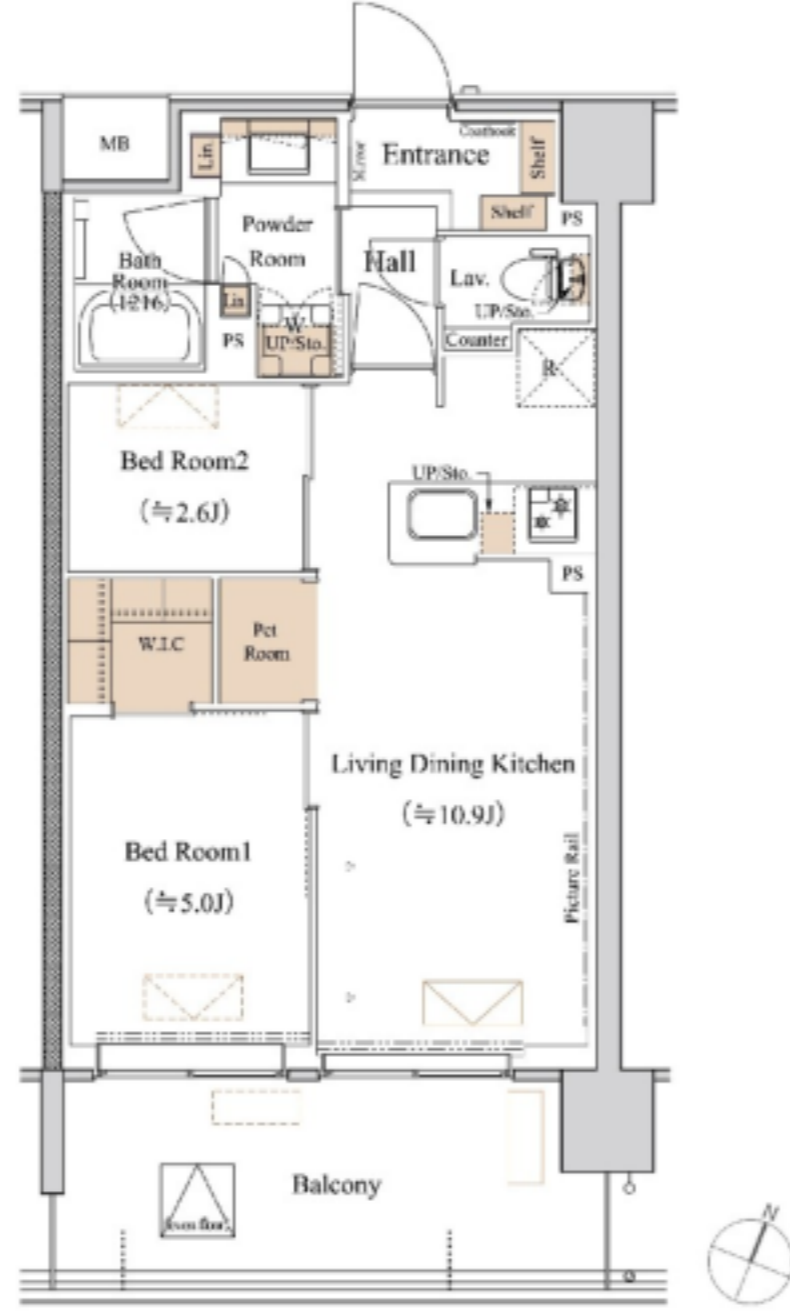 MB
Lin.
S.Loor
Entrance
Coathook
Shelf
Shelf
PS
Powder
Room
Hall
Lav.
UP/Sto.
Counter
Bath
Room
(1216)
Lin
PS
W
UP/Sto.
R
Bed Room2
(≒2.6J)
UP/Sto.
PS
W.I.C
Pet
Room
Living Dining Kitchen
(≒10.9J)
Picture Rail
Bed Room1
(≒5.0J)
Balcony
N